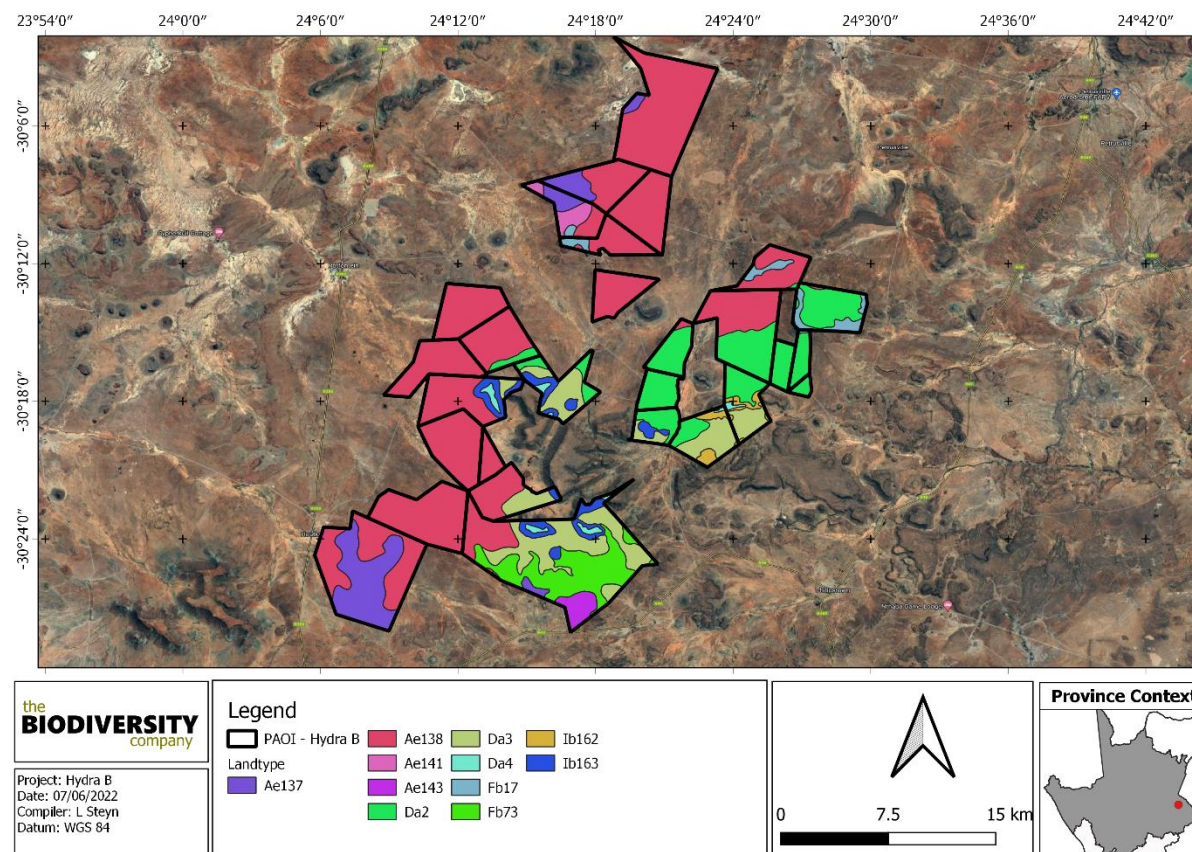 23°54′0″ 24°0′0″ 24°6′0″ 24°12′0″ 24°18′0″ 24°24′0″ 24°30′0″ 24°36′0″ 24°42′0″
-30°6′0″
-30°12′0″
-30°18′0″
-30°24′0″
the
BIODIVERSITY
company
Project: Hydra B
Date: 07/06/2022
Compiler: L Steyn
Datum: WGS 84
Legend
PAOI - Hydra B
Landtype
Ae137
Ae138
Ae141
Ae143
Da2
Da3
Da4
Fb17
Fb73
Ib162
Ib163
0 7.5 15 km
Province Context